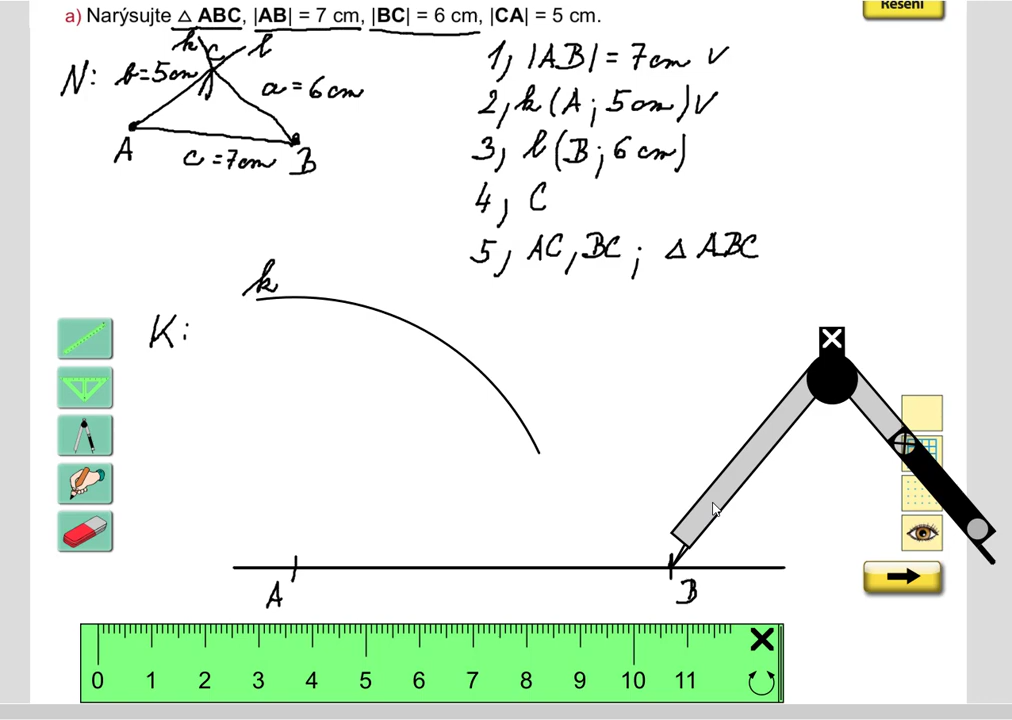 Řešení
a) Narýsujte △ ABC, |AB| = 7 cm, |BC| = 6 cm, |CA| = 5 cm.
N:
k C l
b=5cm
a=6cm
A
c=7cm
B
1, |AB| = 7cm V
2, k(A; 5cm) V
3, l(B; 6cm)
4, C
5, AC, BC; △ ABC
k
K:
A
B
0 1 2 3 4 5 6 7 8 9 10 11